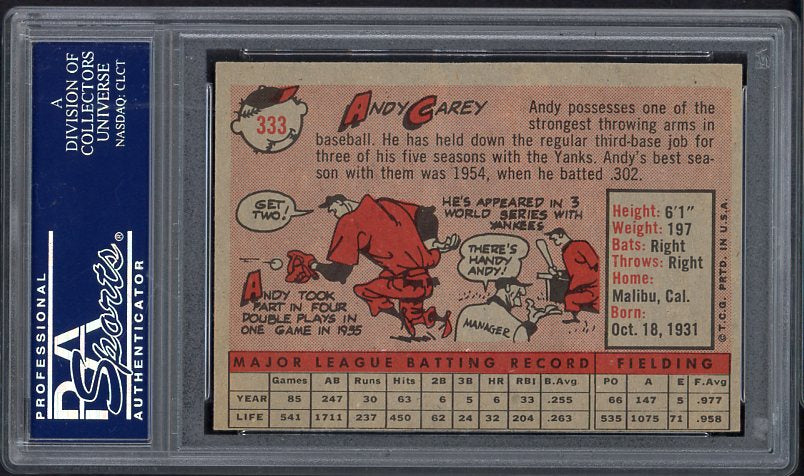 A
DIVISION OF
COLLECTORS
UNIVERSE
NASDAQ: CLCT
PROFESSIONAL
PSA
Sports®
AUTHENTICATOR
333
ANDY CAREY
Andy possesses one of the
strongest throwing arms in
baseball. He has held down the regular third-base job for
three of his five seasons with the Yanks. Andy's best sea-
son with them was 1954, when he batted .302.
GET
TWO!
HE'S APPEARED IN 3
WORLD SERIES WITH
YANKEES
THERE'S
HANDY
ANDY!
ANDY TOOK
PART IN FOUR
DOUBLE PLAYS IN
ONE GAME IN 1955
MANAGER
Height: 6'1"
Weight: 197
Bats: Right
Throws: Right
Home:
Malibu, Cal.
Born:
Oct. 18, 1931
© T.C.G. PRTD. IN U.S.A.
MAJOR LEAGUE BATTING RECORD FIELDING
Games AB Runs Hits 2B 3B HR RBI B.Avg. PO A E F.Avg
YEAR 85 247 30 63 6 5 6 33 .255 66 147 5 .977
LIFE 541 1711 237 450 62 24 32 204 .263 535 1075 71 .958